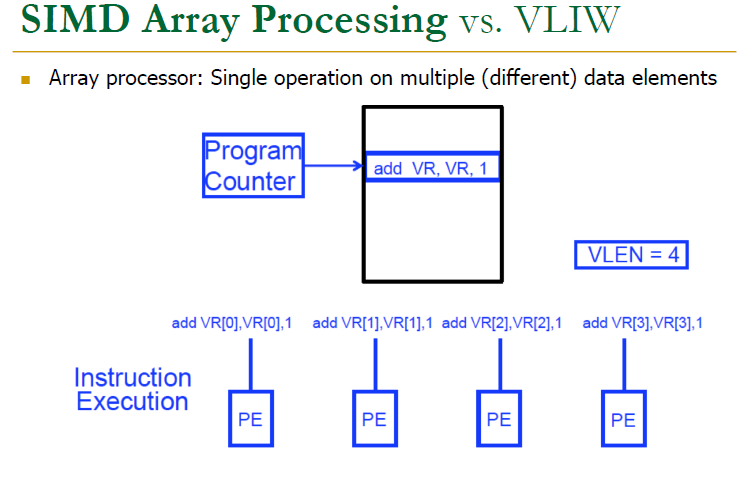 SIMD Array Processing vs. VLIW
Array processor: Single operation on multiple (different) data elements
Program
Counter
add VR, VR, 1
VLEN = 4
add VR[0],VR[0],1 add VR[1],VR[1],1 add VR[2],VR[2],1 add VR[3],VR[3],1
Instruction
Execution
PE PE PE PE